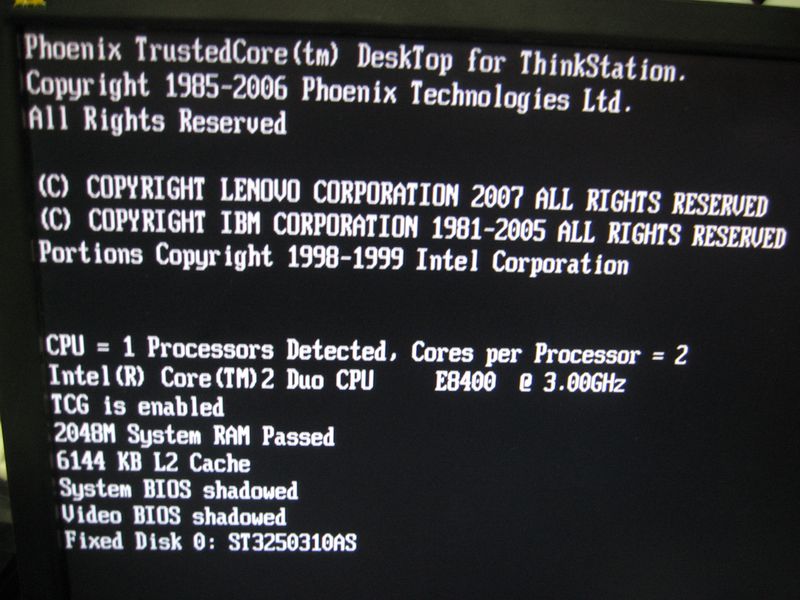 Phoenix TrustedCore(tm) DeskTop for ThinkStation.
Copyright 1985-2006 Phoenix Technologies Ltd.
All Rights Reserved
(C) COPYRIGHT LENOVO CORPORATION 2007 ALL RIGHTS RESERVED
(C) COPYRIGHT IBM CORPORATION 1981-2005 ALL RIGHTS RESERVED
Portions Copyright 1998-1999 Intel Corporation
CPU = 1 Processors Detected, Cores per Processor = 2
Intel(R) Core(TM)2 Duo CPU     E8400  @ 3.00GHz
TCG is enabled
2048M System RAM Passed
6144 KB L2 Cache
System BIOS shadowed
Video BIOS shadowed
Fixed Disk 0: ST3250310AS